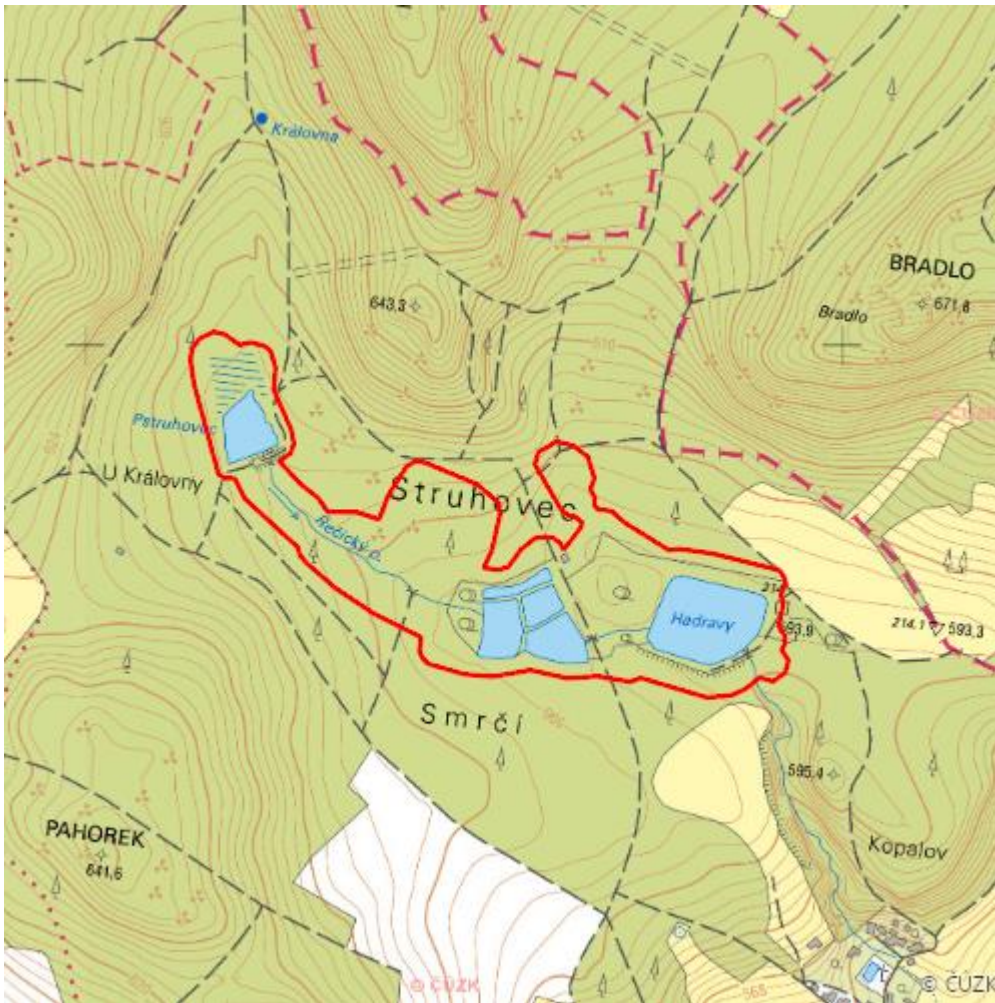 Královna
BRADLO
671,8
643,3
Bradlo
Pstruhovec
U Královny
Struhovec
Řečický p.
Hadravy
593,9
214,1
593,3
Smrčí
595,4
PAHOREK
641,6
Kopalov
© ČÚZK
© ČÚZK